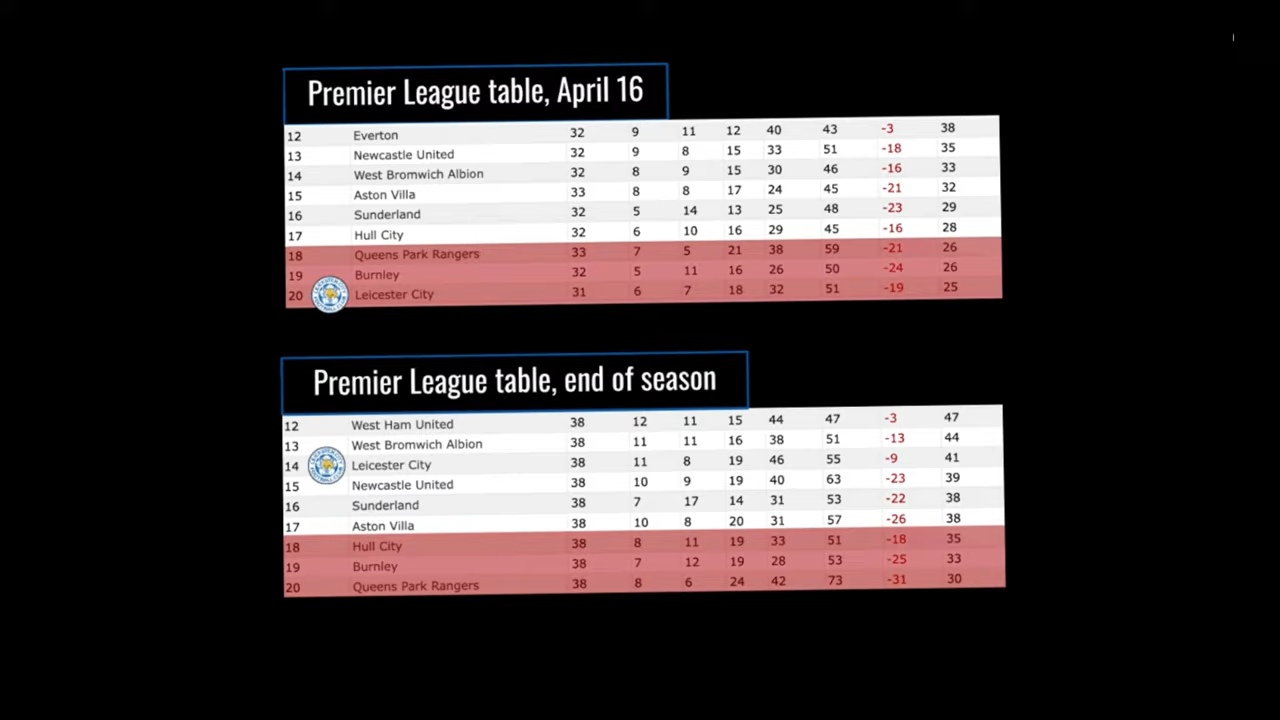 Premier League table, April 16
12 Everton 32 9 11 12 40 43 -3 38
13 Newcastle United 32 9 8 15 33 51 -18 35
14 West Bromwich Albion 32 8 9 15 30 46 -16 33
15 Aston Villa 33 8 8 17 24 45 -21 32
16 Sunderland 32 5 14 13 25 48 -23 29
17 Hull City 32 6 10 16 29 45 -16 28
18 Queens Park Rangers 33 7 5 21 38 59 -21 26
19 Burnley 32 5 11 16 26 50 -24 26
20 Leicester City 31 6 7 18 32 51 -19 25
Premier League table, end of season
12 West Ham United 38 12 11 15 44 47 -3 47
13 West Bromwich Albion 38 11 11 16 38 51 -13 44
14 Leicester City 38 11 8 19 46 55 -9 41
15 Newcastle United 38 10 9 19 40 63 -23 39
16 Sunderland 38 7 17 14 31 53 -22 38
17 Aston Villa 38 10 8 20 31 57 -26 38
18 Hull City 38 8 11 19 33 51 -18 35
19 Burnley 38 7 12 19 28 53 -25 33
20 Queens Park Rangers 38 8 6 24 42 73 -31 30